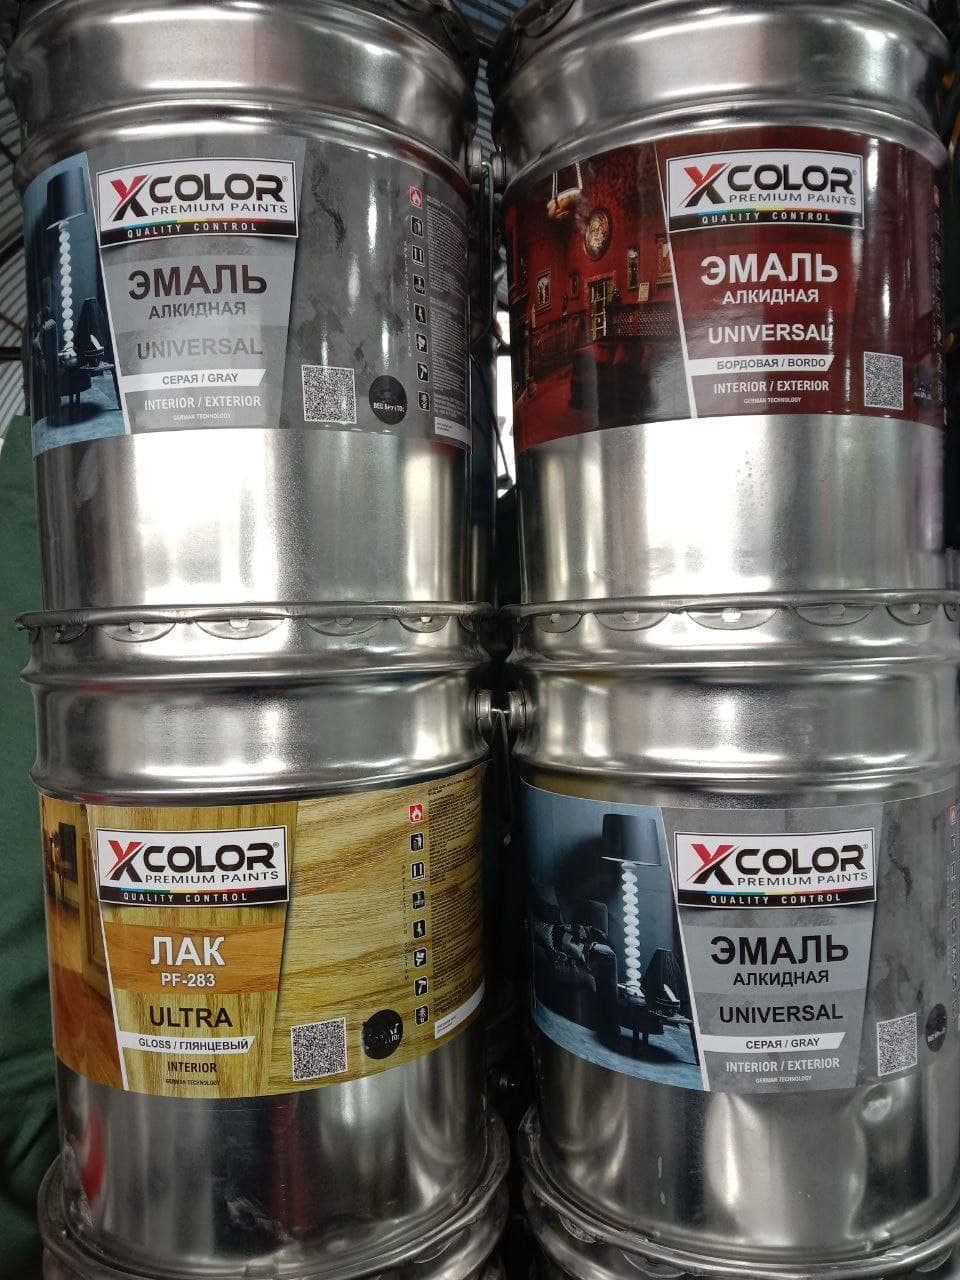 XCOLOR®
PREMIUM PAINTS
QUALITY CONTROL
ЭМАЛЬ
АЛКИДНАЯ
UNIVERSAL
СЕРАЯ / GRAY
INTERIOR / EXTERIOR
GERMAN TECHNOLOGY
ВЕС БРУТТО:
XCOLOR®
PREMIUM PAINTS
QUALITY CONTROL
ЭМАЛЬ
АЛКИДНАЯ
UNIVERSAL
БОРДОВАЯ / BORDO
INTERIOR / EXTERIOR
GERMAN TECHNOLOGY
XCOLOR®
PREMIUM PAINTS
QUALITY CONTROL
ЛАК
PF-283
ULTRA
GLOSS / ГЛЯНЦЕВЫЙ
INTERIOR
GERMAN TECHNOLOGY
XCOLOR®
PREMIUM PAINTS
QUALITY CONTROL
ЭМАЛЬ
АЛКИДНАЯ
UNIVERSAL
СЕРАЯ / GRAY
INTERIOR / EXTERIOR
GERMAN TECHNOLOGY